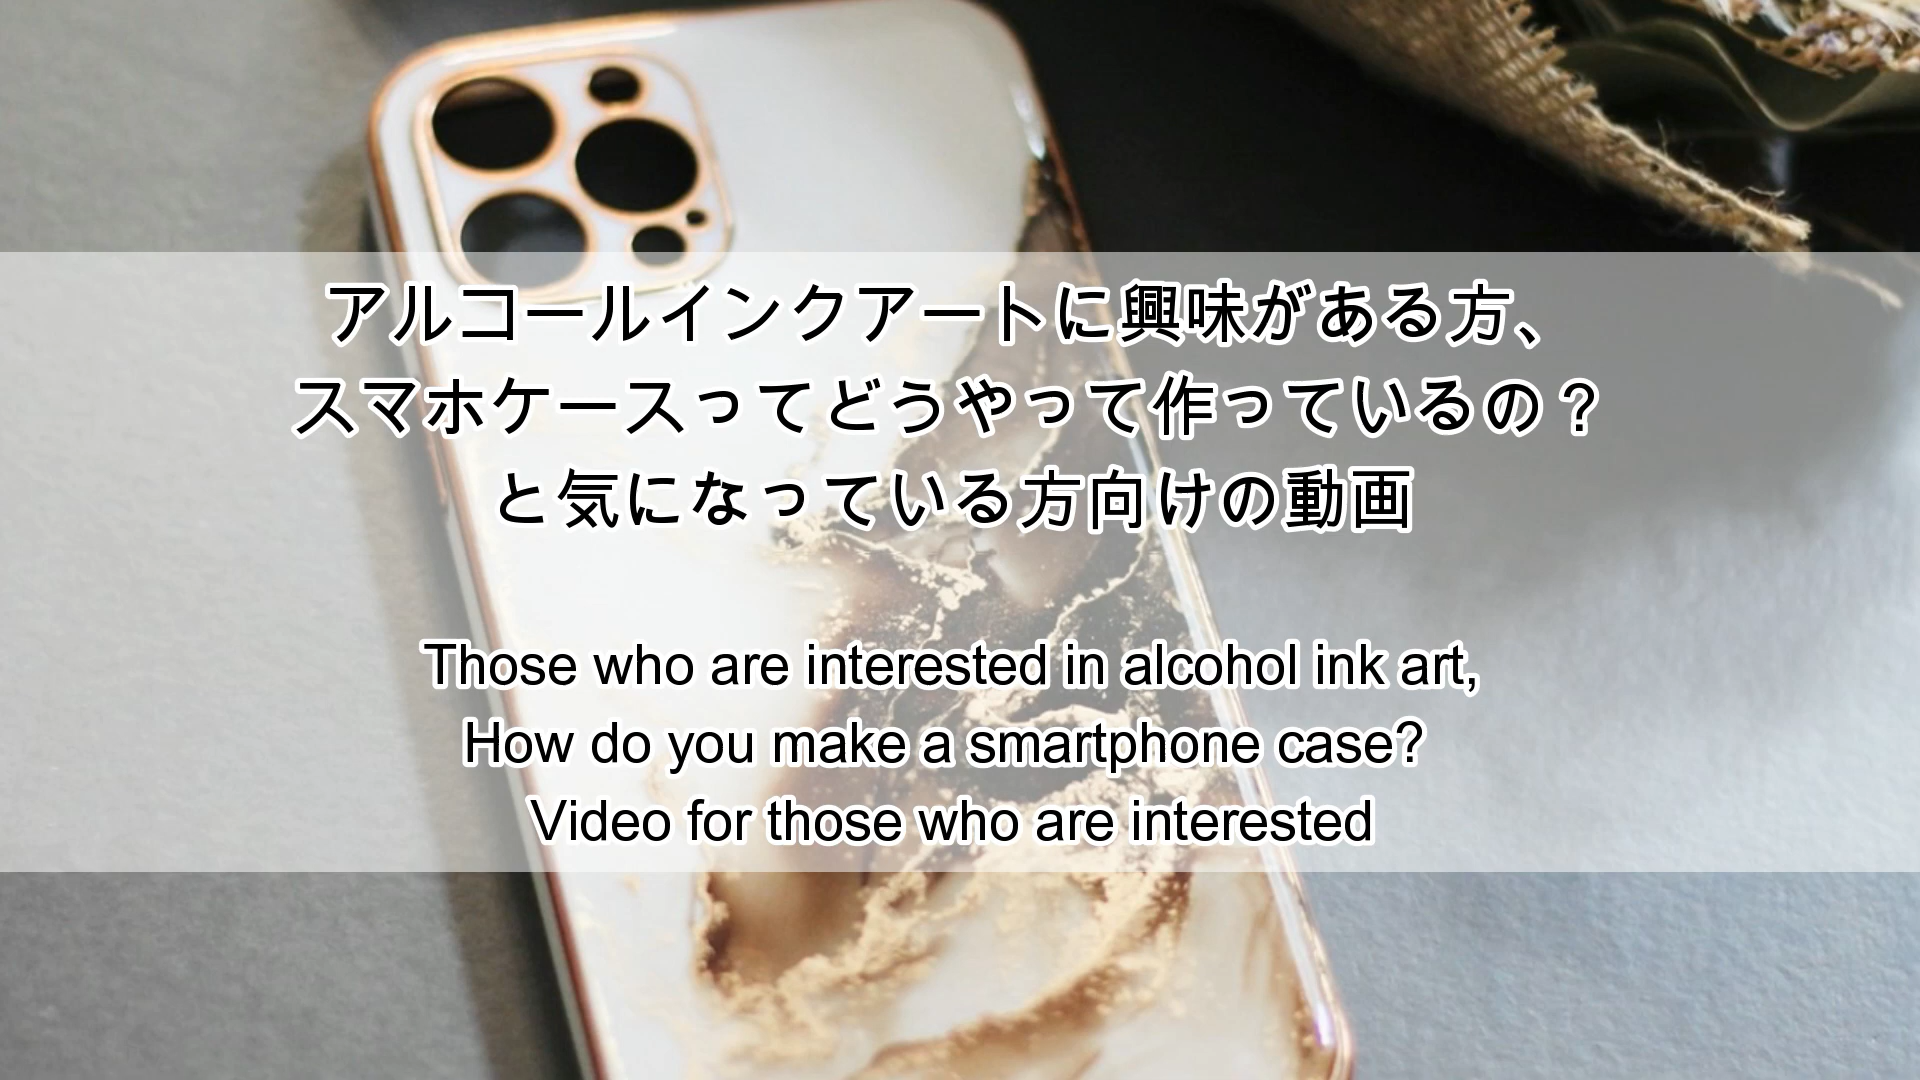 アルコールインクアートに興味がある方、
スマホケースってどうやって作っているの？
と気になっている方向けの動画
Those who are interested in alcohol ink art,
How do you make a smartphone case?
Video for those who are interested